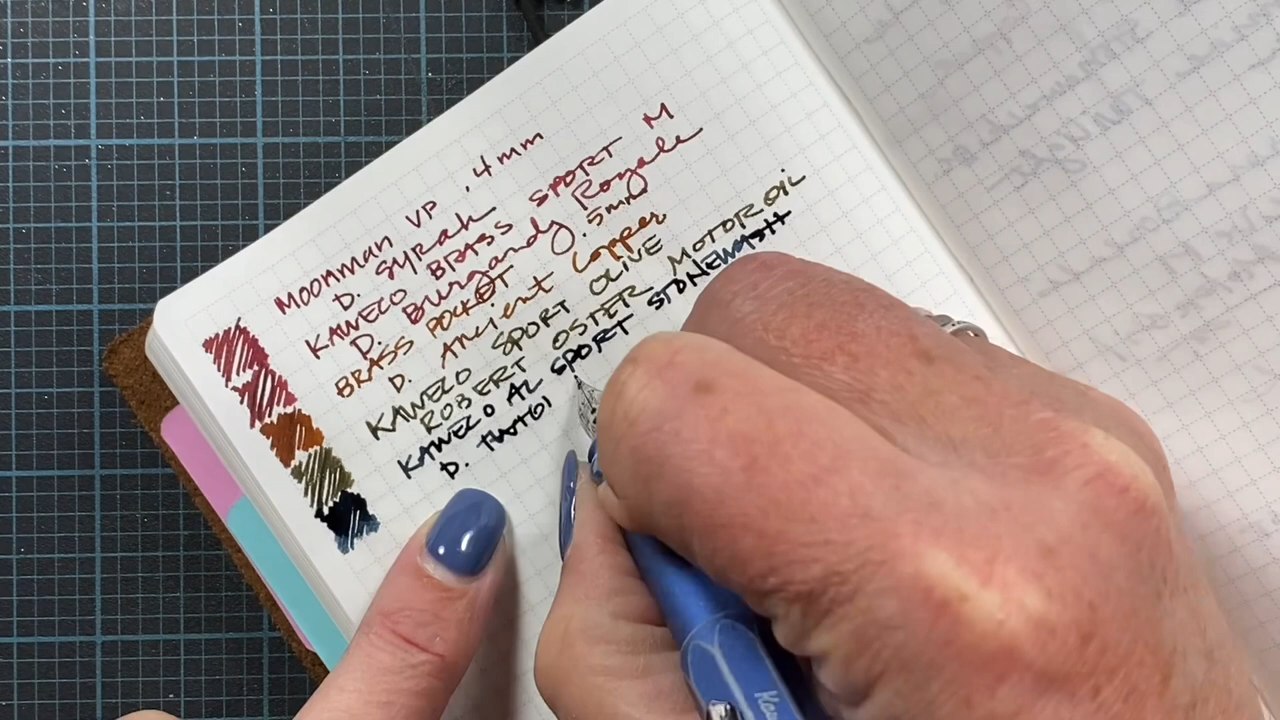 MOONMAN VP .4mm
D. SYRAH
KAWECO BRASS SPORT M
D. Burgandy Royale
BRASS POCKET .5mm
D. Ancient Copper
KAWECO SPORT OLIVE
ROBERT OSTER MOTOR OIL
KAWECO AL SPORT STONEWASH
D.